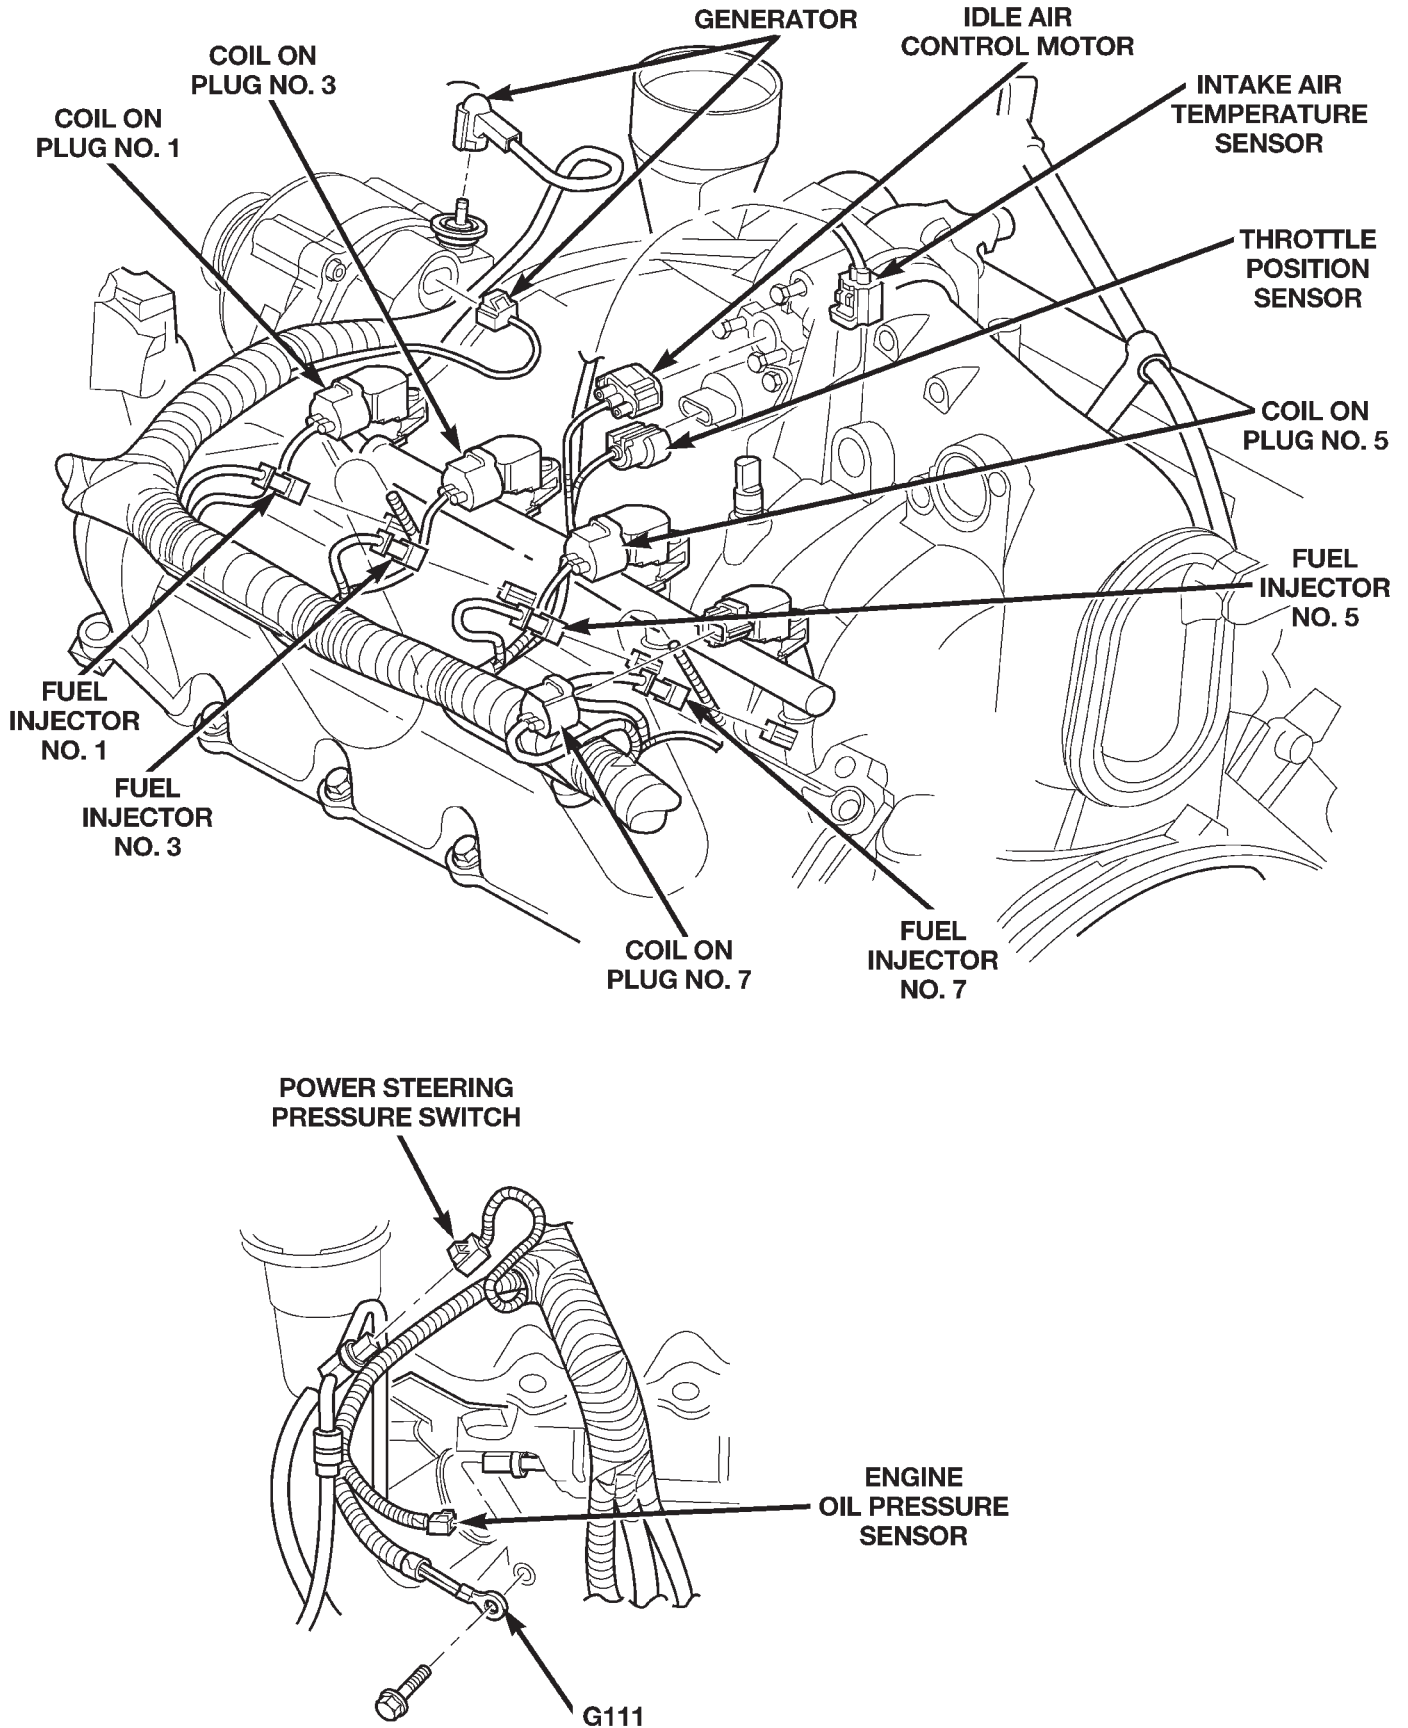 GENERATOR
IDLE AIR
CONTROL MOTOR
COIL ON
PLUG NO. 3
INTAKE AIR
TEMPERATURE
SENSOR
COIL ON
PLUG NO. 1
THROTTLE
POSITION
SENSOR
COIL ON
PLUG NO. 5
FUEL
INJECTOR
NO. 5
FUEL
INJECTOR
NO. 1
FUEL
INJECTOR
NO. 3
COIL ON
PLUG NO. 7
FUEL
INJECTOR
NO. 7
POWER STEERING
PRESSURE SWITCH
ENGINE
OIL PRESSURE
SENSOR
G111